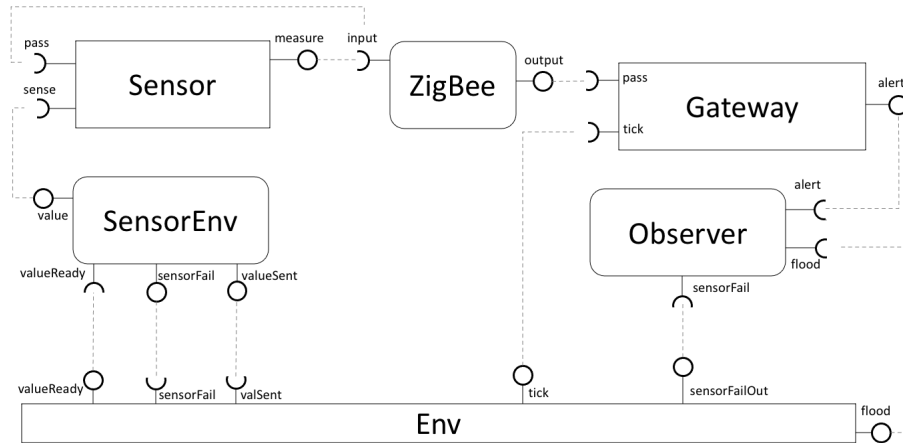 pass
measure
input
Sensor
sense
ZigBee
output
pass
Gateway
alert
tick
value
SensorEnv
alert
Observer
flood
valueReady
sensorFail
valueSent
sensorFail
valueReady
sensorFail
valSent
tick
sensorFailOut
Env
flood